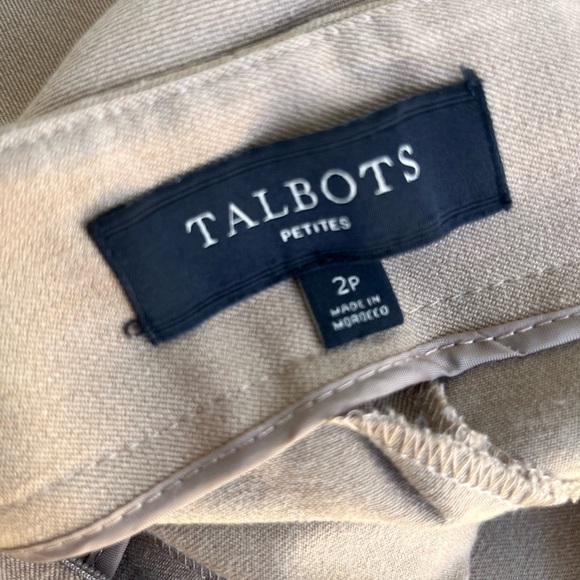 TALBOTS
PETITES
2P
MADE IN
MOROCCO